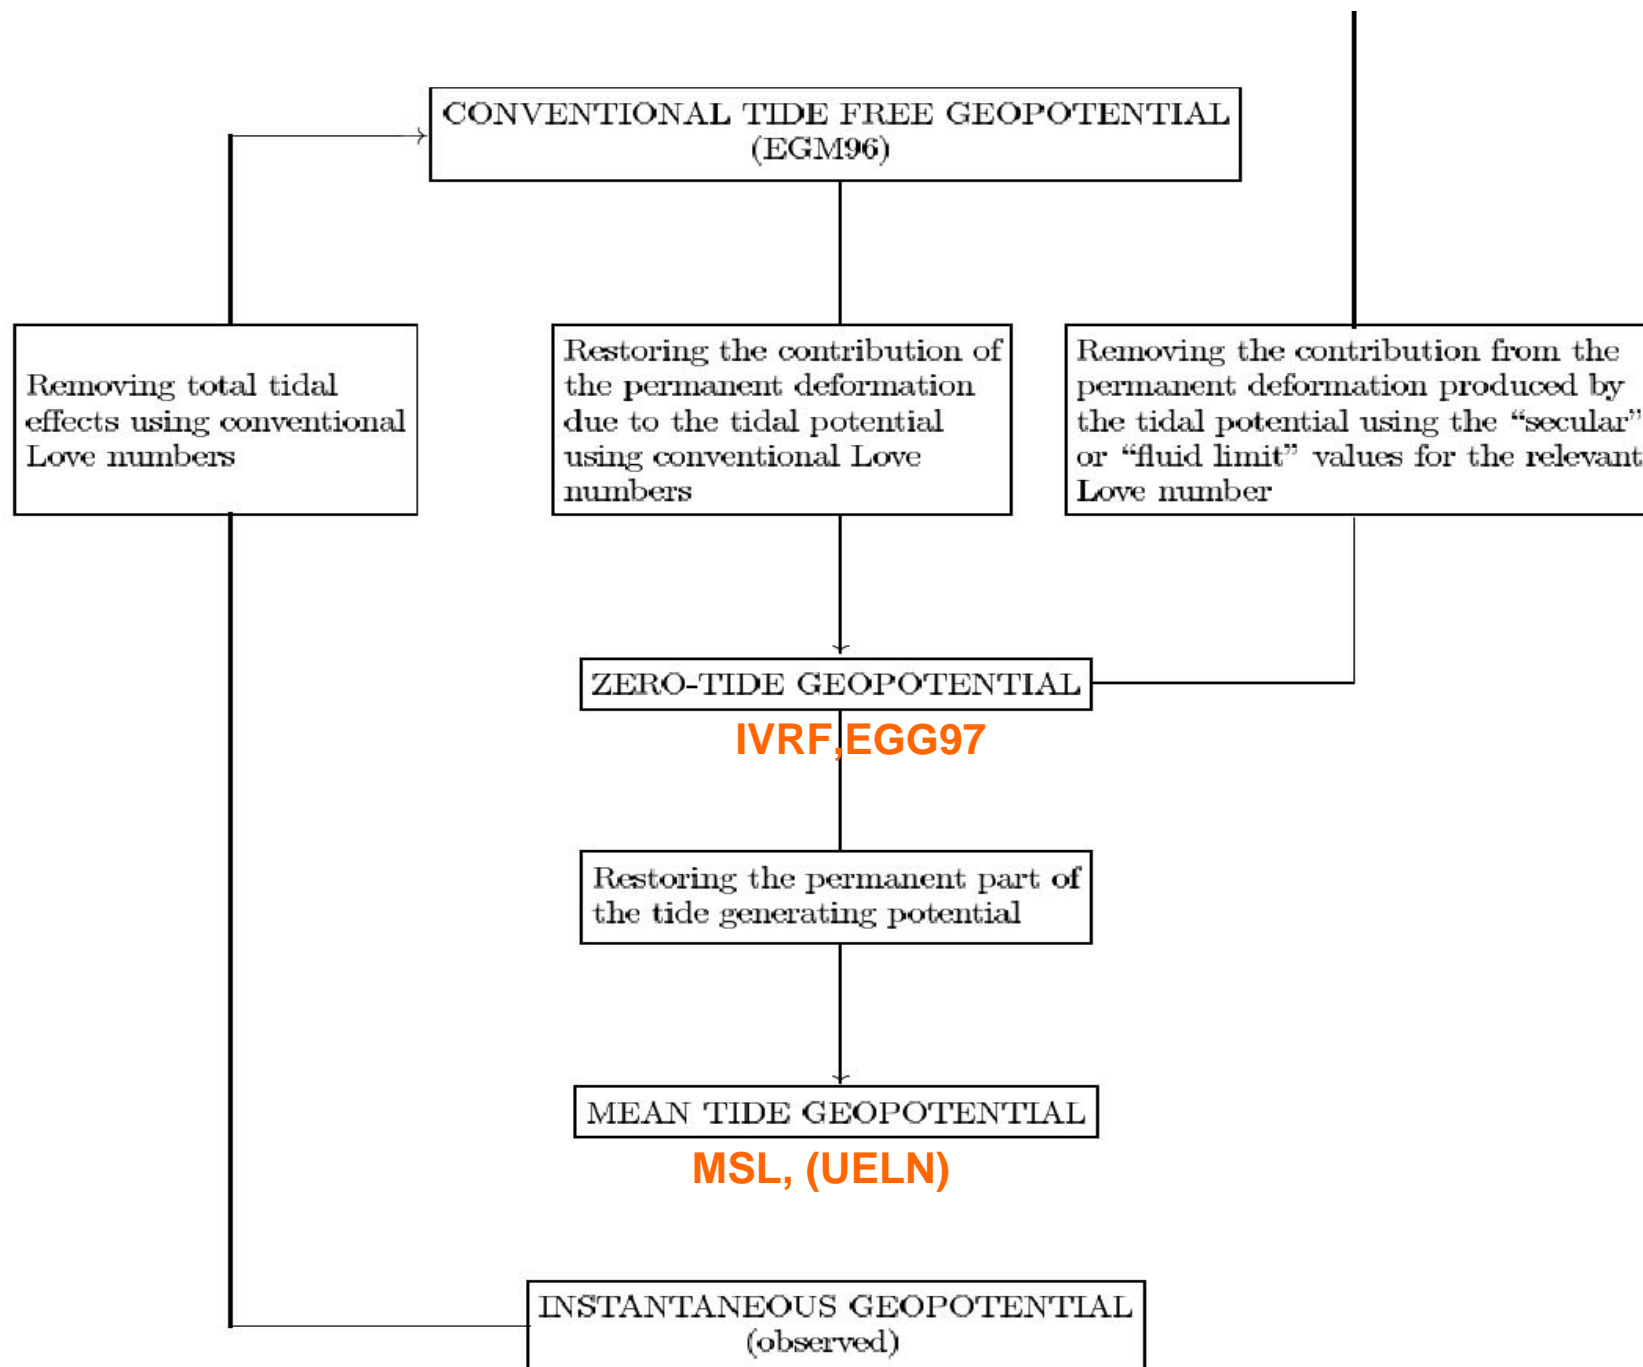 CONVENTIONAL TIDE FREE GEOPOTENTIAL
(EGM96)
Removing total tidal
effects using conventional
Love numbers
Restoring the contribution of
the permanent deformation
due to the tidal potential
using conventional Love
numbers
Removing the contribution from the
permanent deformation produced by
the tidal potential using the “secular”
or “fluid limit” values for the relevant
Love number
ZERO-TIDE GEOPOTENTIAL
IVRF,EGG97
Restoring the permanent part of
the tide generating potential
MEAN TIDE GEOPOTENTIAL
MSL, (UELN)
INSTANTANEOUS GEOPOTENTIAL
(observed)